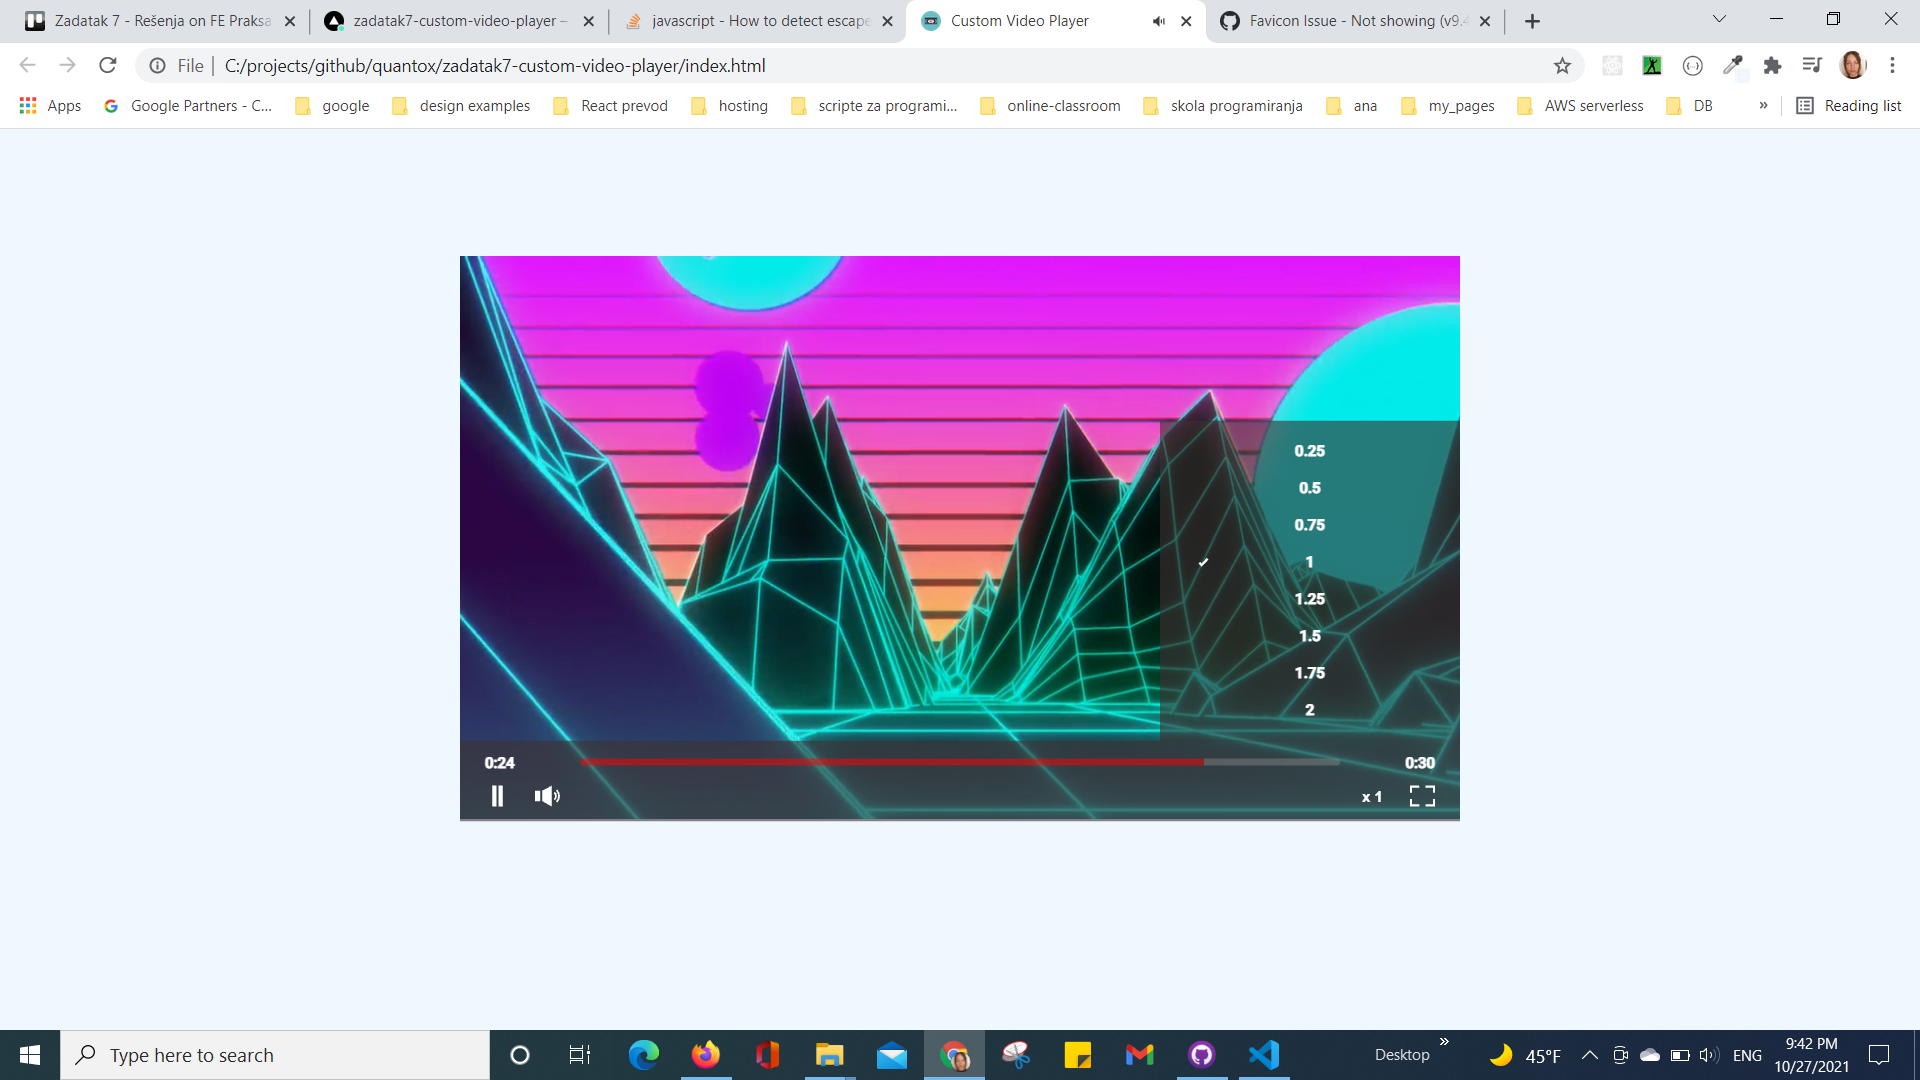 Zadatak 7 - Rešenja on FE Praksa
zadatak7-custom-video-player –
javascript - How to detect escape
Custom Video Player
Favicon Issue - Not showing (v9.4
File
C:/projects/github/quantox/zadatak7-custom-video-player/index.html
Apps
Google Partners - C...
google
design examples
React prevod
hosting
scripte za programi...
online-classroom
skola programiranja
ana
my_pages
AWS serverless
DB
»
Reading list
0.25
0.5
0.75
1
1.25
1.5
1.75
2
0:24
0:30
x 1
Type here to search
Desktop
45°F
ENG
9:42 PM
10/27/2021